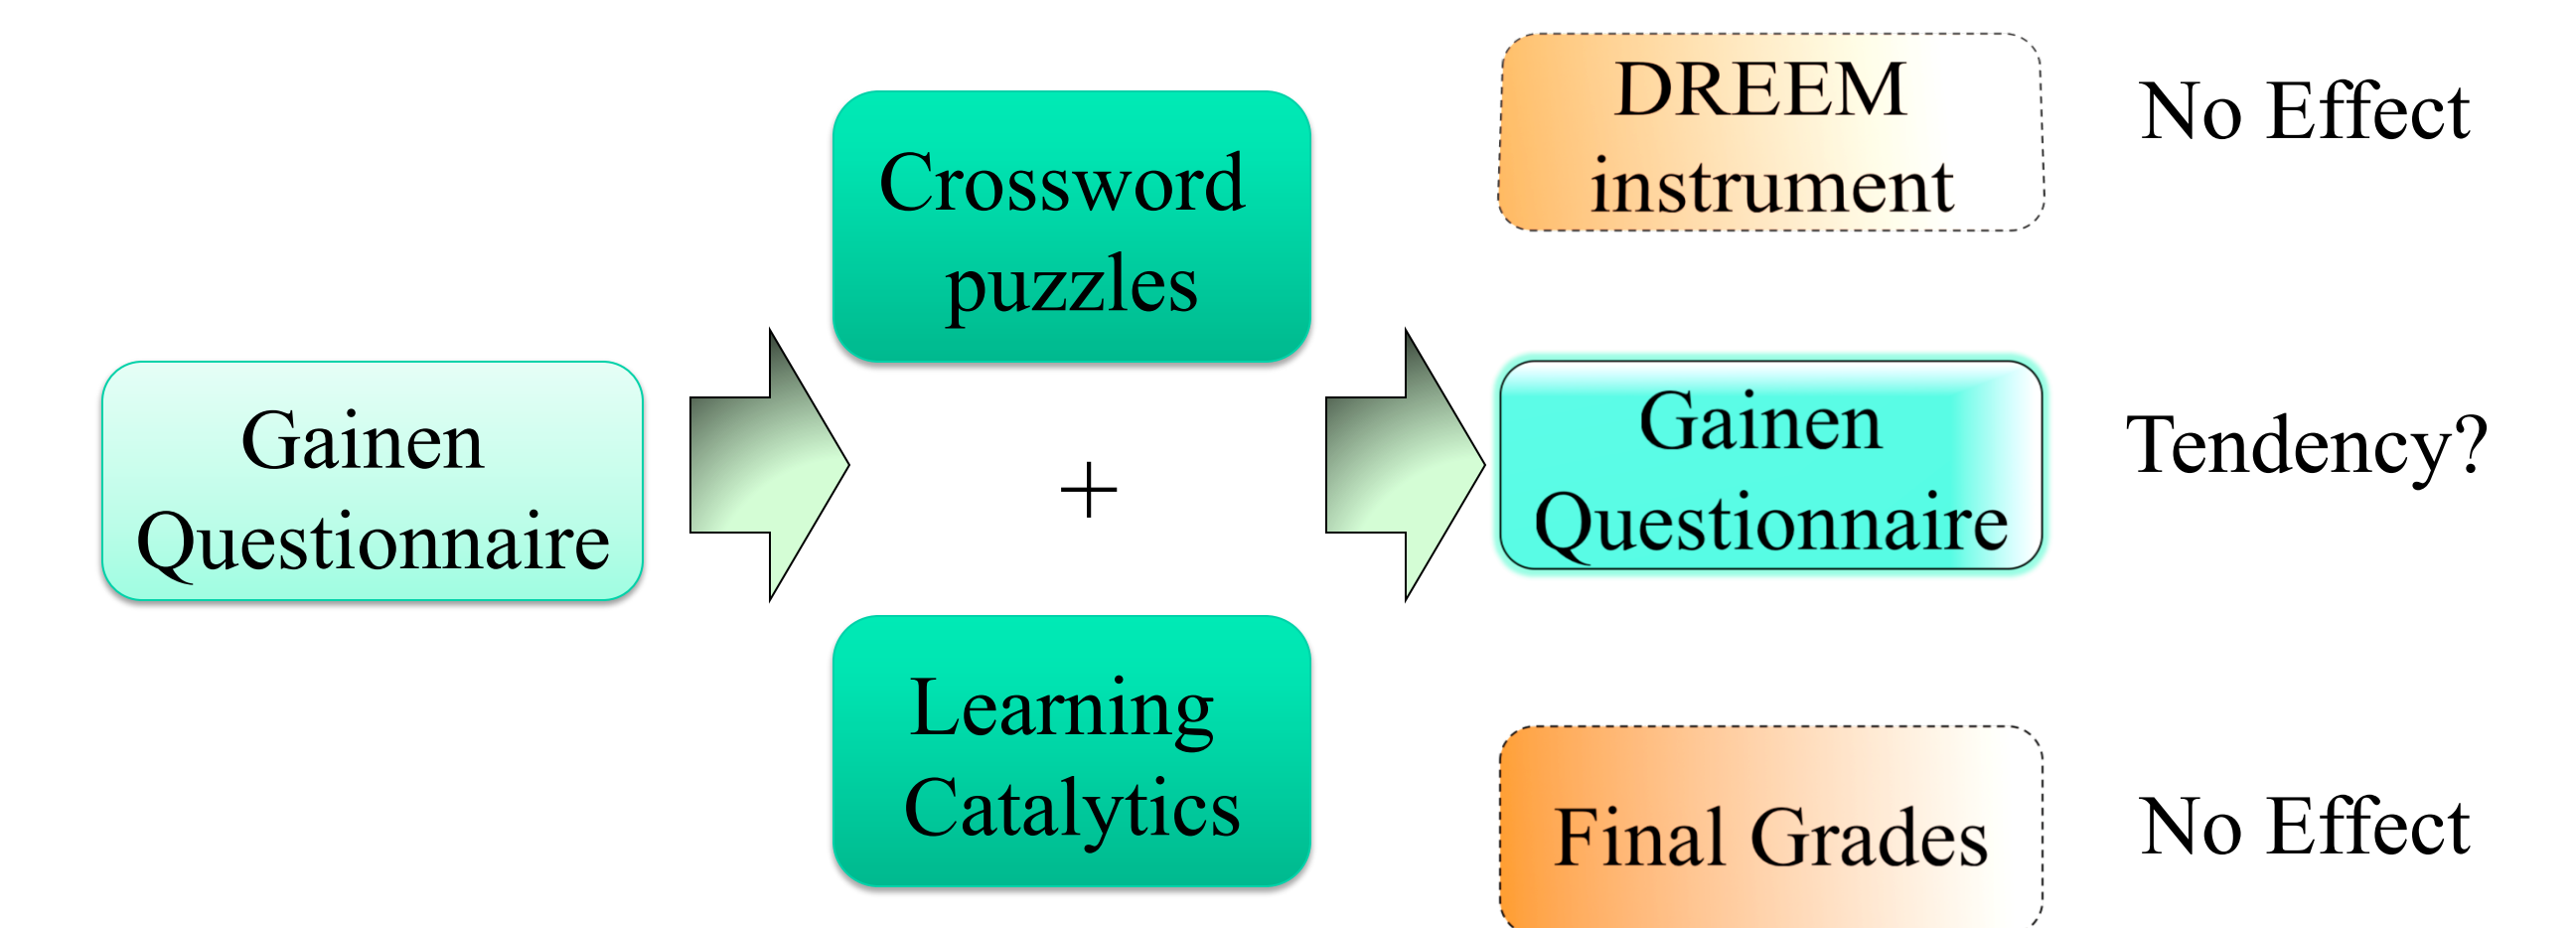 Gainen
Questionnaire
Crossword
puzzles
+
Learning
Catalytics
DREEM
instrument
No Effect
Gainen
Questionnaire
Tendency?
Final Grades
No Effect